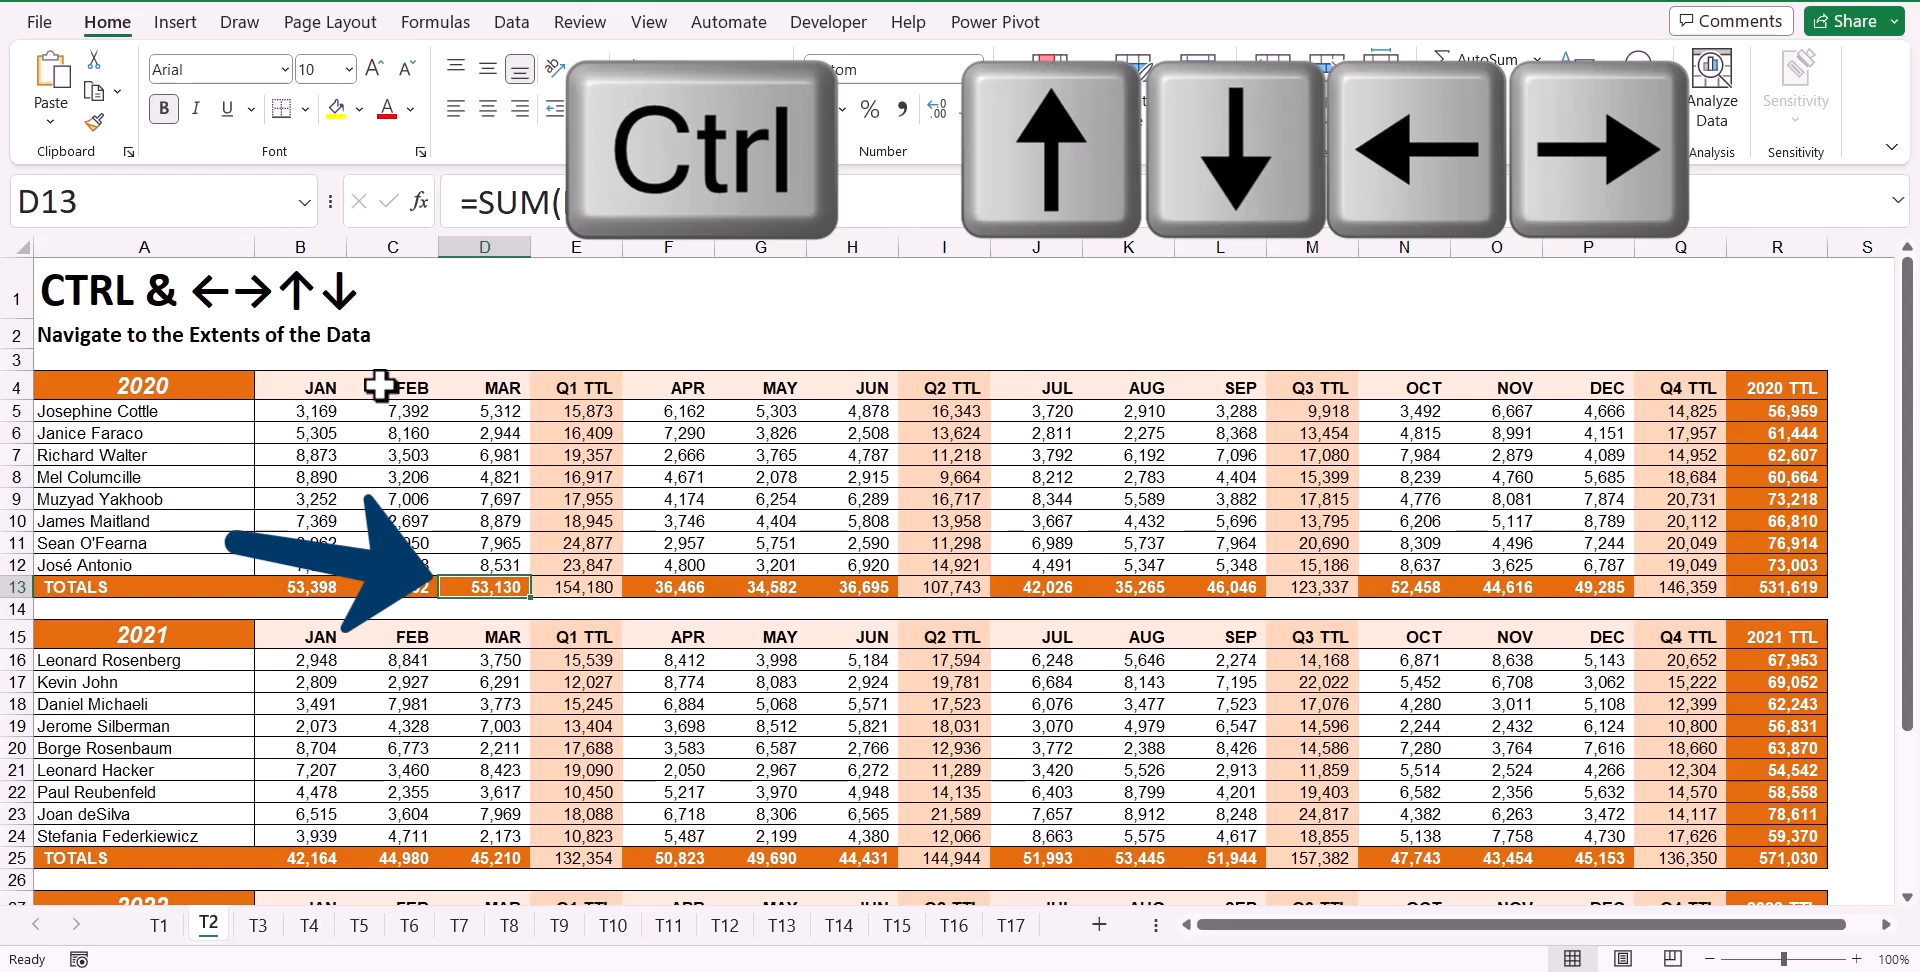 File Home Insert Draw Page Layout Formulas Data Review View Automate Developer Help Power Pivot Comments Share
Paste Arial 10 AutoSum Analyze Data Sensitivity
B I U % , .00
Clipboard Font Number Analysis Sensitivity
Ctrl
D13 fx =SUM(
A B C D E F G H I J K L M N O P Q R S
1 CTRL & ←→↑↓
2 Navigate to the Extents of the Data
3
4 2020 JAN FEB MAR Q1 TTL APR MAY JUN Q2 TTL JUL AUG SEP Q3 TTL OCT NOV DEC Q4 TTL 2020 TTL
5 Josephine Cottle 3,169 7,392 5,312 15,873 6,162 5,303 4,878 16,343 3,720 2,910 3,288 9,918 3,492 6,667 4,666 14,825 56,959
6 Janice Faraco 5,305 8,160 2,944 16,409 7,290 3,826 2,508 13,624 2,811 2,275 8,368 13,454 4,815 8,991 4,151 17,957 61,444
7 Richard Walter 8,873 3,503 6,981 19,357 2,666 3,765 4,787 11,218 3,792 6,192 7,096 17,080 7,984 2,879 4,089 14,952 62,607
8 Mel Columcille 8,890 3,206 4,821 16,917 4,671 2,078 2,915 9,664 8,212 2,783 4,404 15,399 8,239 4,760 5,685 18,684 60,664
9 Muzyad Yakhoob 3,252 7,006 7,697 17,955 4,174 6,254 6,289 16,717 8,344 5,589 3,882 17,815 4,776 8,081 7,874 20,731 73,218
10 James Maitland 7,369 2,697 8,879 18,945 3,746 4,404 5,808 13,958 3,667 4,432 5,696 13,795 6,206 5,117 8,789 20,112 66,810
11 Sean O'Fearna 7,965 24,877 2,957 5,751 2,590 11,298 6,989 5,737 7,964 20,690 8,309 4,496 7,244 20,049 76,914
12 José Antonio 8,531 23,847 4,800 3,201 6,920 14,921 4,491 5,347 5,348 15,186 8,637 3,625 6,787 19,049 73,003
13 TOTALS 53,398 53,130 154,180 36,466 34,582 36,695 107,743 42,026 35,265 46,046 123,337 52,458 44,616 49,285 146,359 531,619
14
15 2021 JAN FEB MAR Q1 TTL APR MAY JUN Q2 TTL JUL AUG SEP Q3 TTL OCT NOV DEC Q4 TTL 2021 TTL
16 Leonard Rosenberg 2,948 8,841 3,750 15,539 8,412 3,998 5,184 17,594 6,248 5,646 2,274 14,168 6,871 8,638 5,143 20,652 67,953
17 Kevin John 2,809 2,927 6,291 12,027 8,774 8,083 2,924 19,781 6,684 8,143 7,195 22,022 5,452 6,708 3,062 15,222 69,052
18 Daniel Michaeli 3,491 7,981 3,773 15,245 6,884 5,068 5,571 17,523 6,076 3,477 7,523 17,076 4,280 3,011 5,108 12,399 62,243
19 Jerome Silberman 2,073 4,328 7,003 13,404 3,698 8,512 5,821 18,031 3,070 4,979 6,547 14,596 2,244 2,432 6,124 10,800 56,831
20 Borge Rosenbaum 8,704 6,773 2,211 17,688 3,583 6,587 2,766 12,936 3,772 2,388 8,426 14,586 7,280 3,764 7,616 18,660 63,870
21 Leonard Hacker 7,207 3,460 8,423 19,090 2,050 2,967 6,272 11,289 3,420 5,526 2,913 11,859 5,514 2,524 4,266 12,304 54,542
22 Paul Reubenfeld 4,478 2,355 3,617 10,450 5,217 3,970 4,948 14,135 6,403 8,799 4,201 19,403 6,582 2,356 5,632 14,570 58,558
23 Joan deSilva 6,515 3,604 7,969 18,088 6,718 8,306 6,565 21,589 7,657 8,912 8,248 24,817 4,382 6,263 3,472 14,117 78,611
24 Stefania Federkiewicz 3,939 4,711 2,173 10,823 5,487 2,199 4,380 12,066 8,663 5,575 4,617 18,855 5,138 7,758 4,730 17,626 59,370
25 TOTALS 42,164 44,980 45,210 132,354 50,823 49,690 44,431 144,944 51,993 53,445 51,944 157,382 47,743 43,454 45,153 136,350 571,030
26
T1 T2 T3 T4 T5 T6 T7 T8 T9 T10 T11 T12 T13 T14 T15 T16 T17
Ready 100%